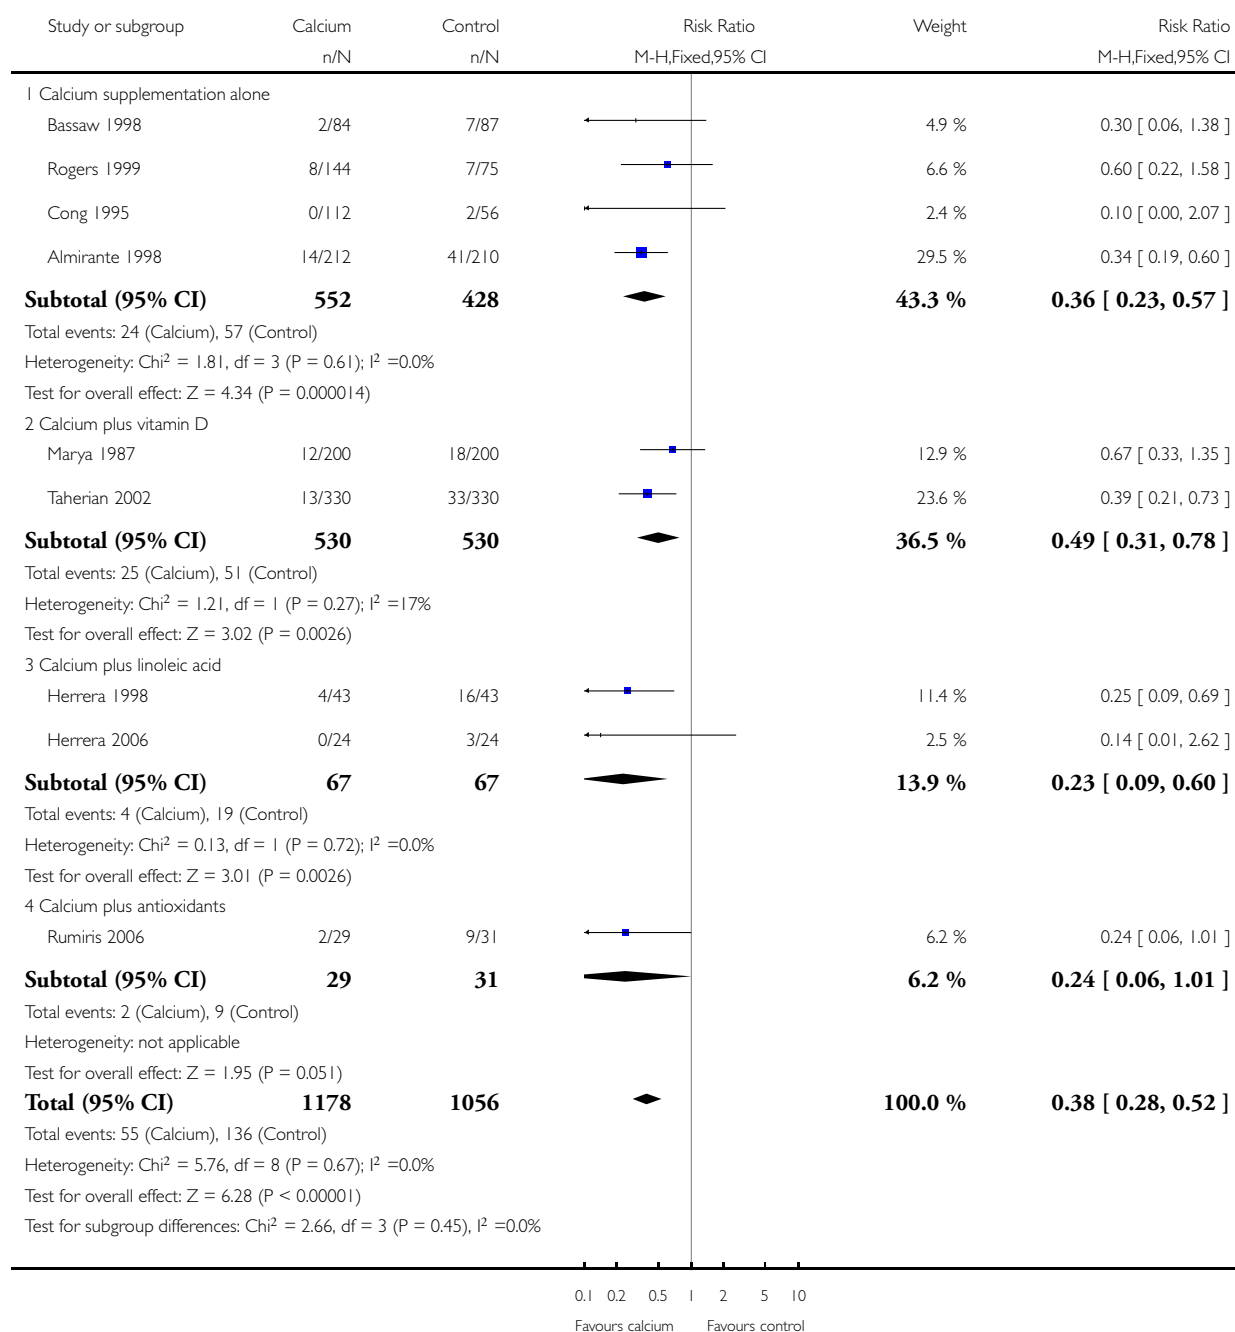 Study or subgroup Calcium Control Risk Ratio Weight Risk Ratio
n/N n/N M-H,Fixed,95% CI M-H,Fixed,95% CI
1 Calcium supplementation alone
Bassaw 1998 2/84 7/87 4.9 % 0.30 [ 0.06, 1.38 ]
Rogers 1999 8/144 7/75 6.6 % 0.60 [ 0.22, 1.58 ]
Cong 1995 0/112 2/56 2.4 % 0.10 [ 0.00, 2.07 ]
Almirante 1998 14/212 41/210 29.5 % 0.34 [ 0.19, 0.60 ]
Subtotal (95% CI) 552 428 43.3 % 0.36 [ 0.23, 0.57 ]
Total events: 24 (Calcium), 57 (Control)
Heterogeneity: Chi² = 1.81, df = 3 (P = 0.61); I² =0.0%
Test for overall effect: Z = 4.34 (P = 0.000014)
2 Calcium plus vitamin D
Marya 1987 12/200 18/200 12.9 % 0.67 [ 0.33, 1.35 ]
Taherian 2002 13/330 33/330 23.6 % 0.39 [ 0.21, 0.73 ]
Subtotal (95% CI) 530 530 36.5 % 0.49 [ 0.31, 0.78 ]
Total events: 25 (Calcium), 51 (Control)
Heterogeneity: Chi² = 1.21, df = 1 (P = 0.27); I² =17%
Test for overall effect: Z = 3.02 (P = 0.0026)
3 Calcium plus linoleic acid
Herrera 1998 4/43 16/43 11.4 % 0.25 [ 0.09, 0.69 ]
Herrera 2006 0/24 3/24 2.5 % 0.14 [ 0.01, 2.62 ]
Subtotal (95% CI) 67 67 13.9 % 0.23 [ 0.09, 0.60 ]
Total events: 4 (Calcium), 19 (Control)
Heterogeneity: Chi² = 0.13, df = 1 (P = 0.72); I² =0.0%
Test for overall effect: Z = 3.01 (P = 0.0026)
4 Calcium plus antioxidants
Rumiris 2006 2/29 9/31 6.2 % 0.24 [ 0.06, 1.01 ]
Subtotal (95% CI) 29 31 6.2 % 0.24 [ 0.06, 1.01 ]
Total events: 2 (Calcium), 9 (Control)
Heterogeneity: not applicable
Test for overall effect: Z = 1.95 (P = 0.051)
Total (95% CI) 1178 1056 100.0 % 0.38 [ 0.28, 0.52 ]
Total events: 55 (Calcium), 136 (Control)
Heterogeneity: Chi² = 5.76, df = 8 (P = 0.67); I² =0.0%
Test for overall effect: Z = 6.28 (P < 0.00001)
Test for subgroup differences: Chi² = 2.66, df = 3 (P = 0.45), I² =0.0%
0.1 0.2 0.5 1 2 5 10
Favours calcium Favours control